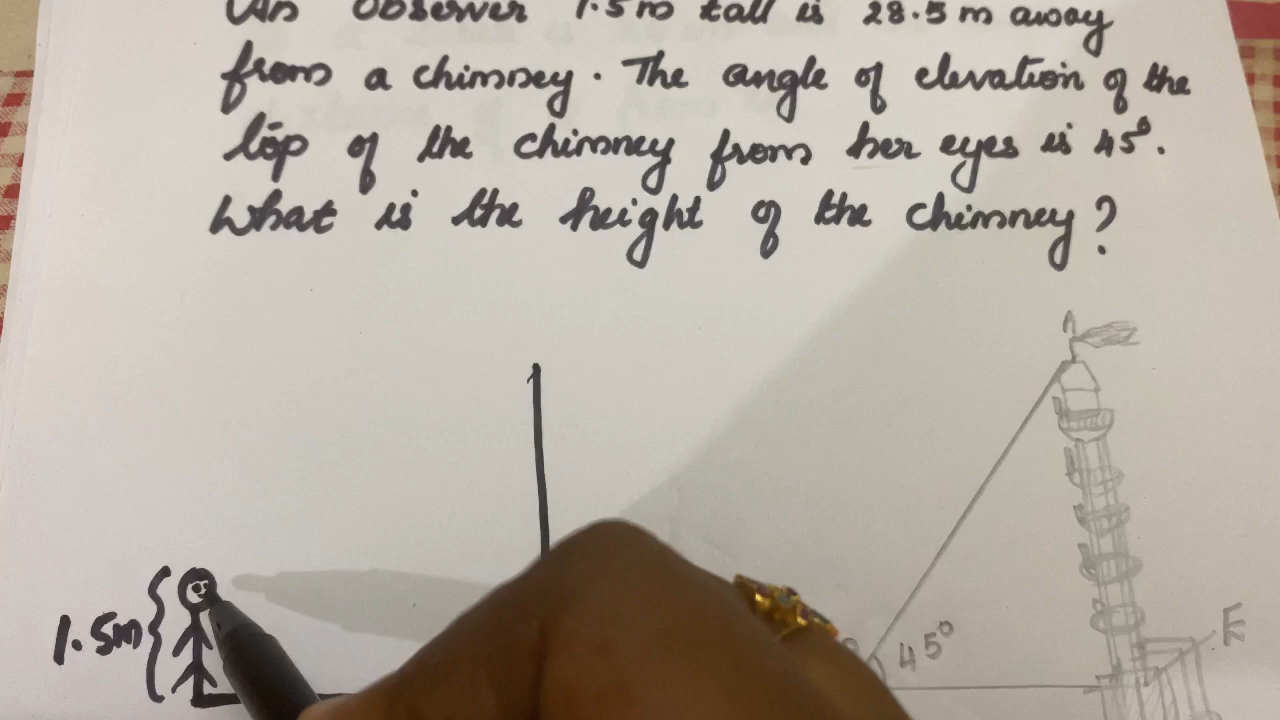 An observer 1.5m tall is 28.5 m away
from a chimney. The angle of elevation of the
top of the chimney from her eyes is 45°.
What is the height of the chimney?
A
1.5m
45°
E